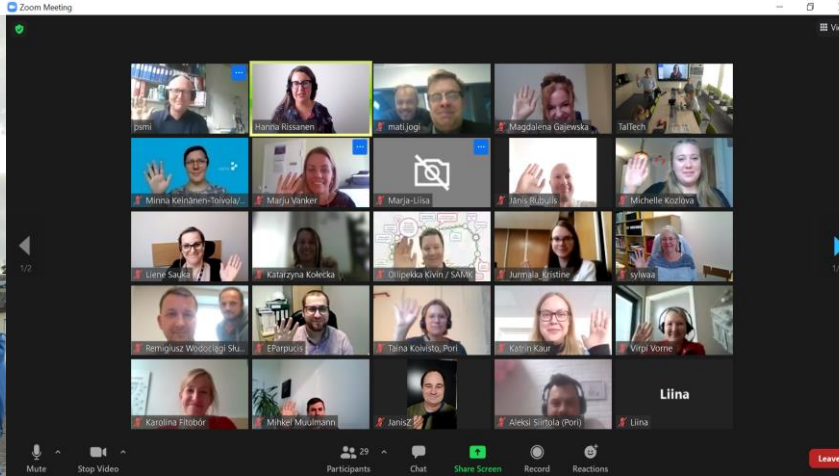 Zoom Meeting
Vi
psmi
Hanna Rissanen
mati.jogi
Magdalena Gajewska
TalTech
Minna Keinänen-Toivola/...
Marju Vanker
Marja-Liisa
Jānis Rubulis
Michelle Kozlova
Liene Sauka
Katarzyna Kołecka
Ollipekka Kivin / SAMK
Jurmala_Kristine
sylwaa
1/2
1/
Remigiusz Wodociagi Słu...
EParpucis
Taina Koivisto, Pori
Katrin Kaur
Virpi Vorne
Karolina Fitobór
Mihkel Muulmann
JanisZ
Aleksi Siirtola (Pori)
Liina
Liina
29
Mute
Stop Video
Participants
Chat
Share Screen
Record
Reactions
Leave